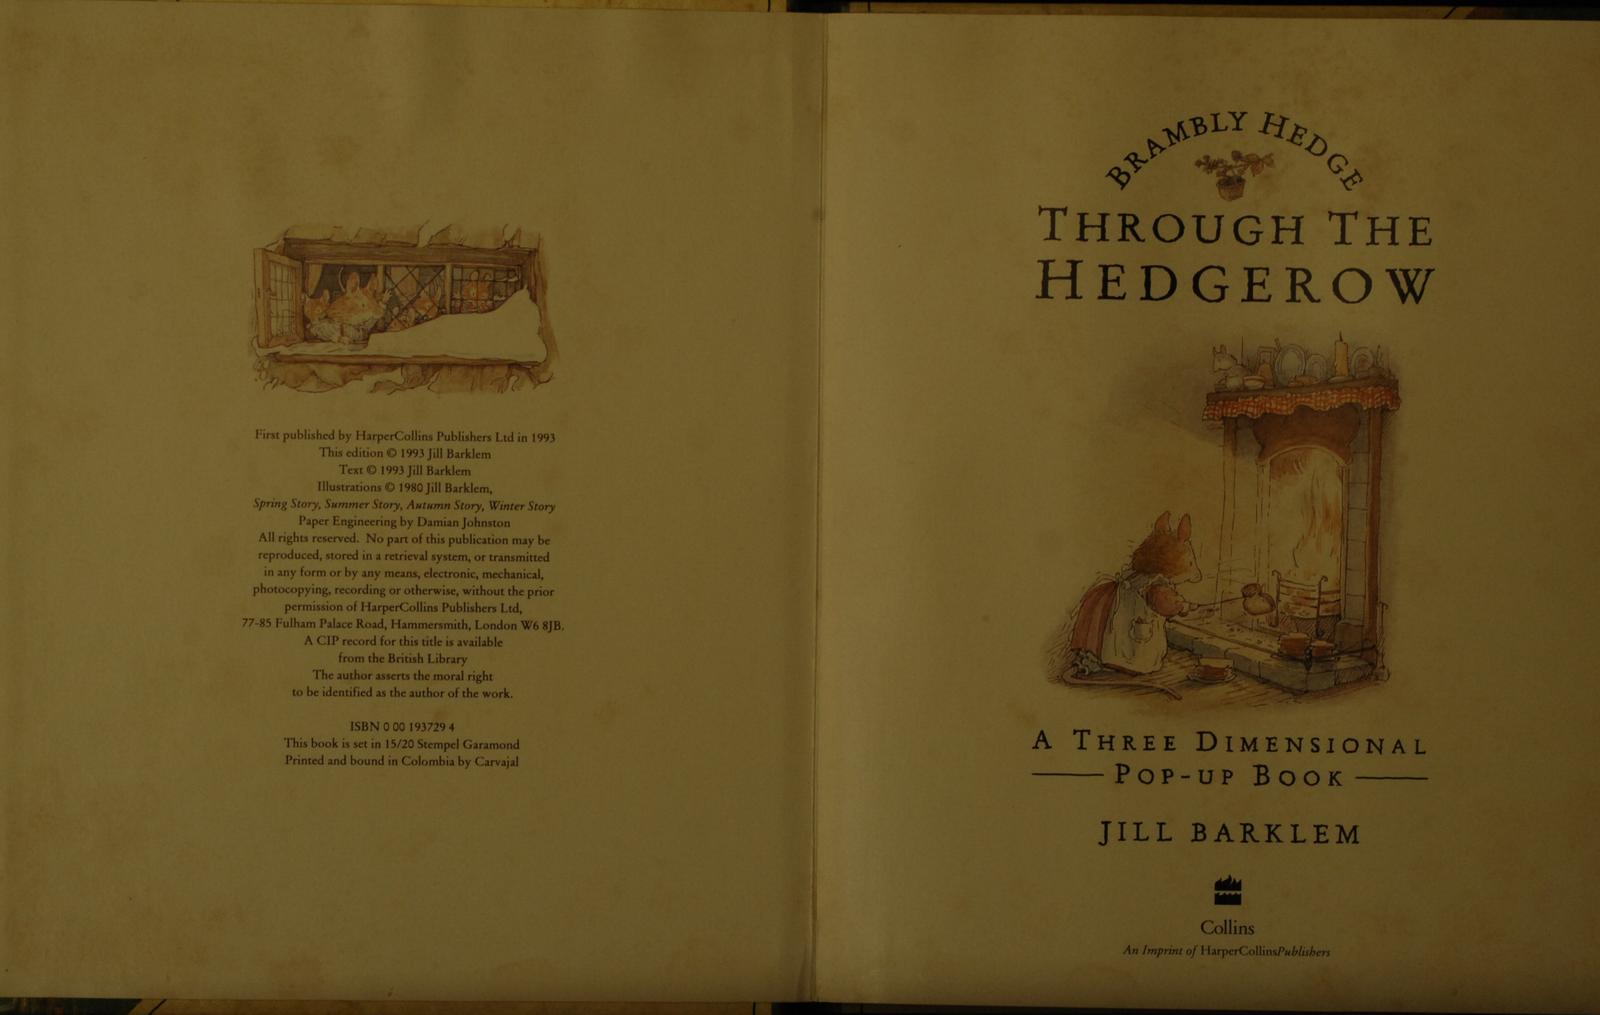 First published by HarperCollins Publishers Ltd in 1993
This edition © 1993 Jill Barklem
Text © 1993 Jill Barklem
Illustrations © 1980 Jill Barklem,
Spring Story, Summer Story, Autumn Story, Winter Story
Paper Engineering by Damian Johnston
All rights reserved. No part of this publication may be
reproduced, stored in a retrieval system, or transmitted
in any form or by any means, electronic, mechanical,
photocopying, recording or otherwise, without the prior
permission of HarperCollins Publishers Ltd,
77-85 Fulham Palace Road, Hammersmith, London W6 8JB.
A CIP record for this title is available
from the British Library
The author asserts the moral right
to be identified as the author of the work.
ISBN 0 00 193729 4
This book is set in 15/20 Stempel Garamond
Printed and bound in Colombia by Carvajal
BRAMBLY HEDGE
THROUGH THE
HEDGEROW
A THREE DIMENSIONAL
POP-UP BOOK
JILL BARKLEM
Collins
An Imprint of HarperCollinsPublishers